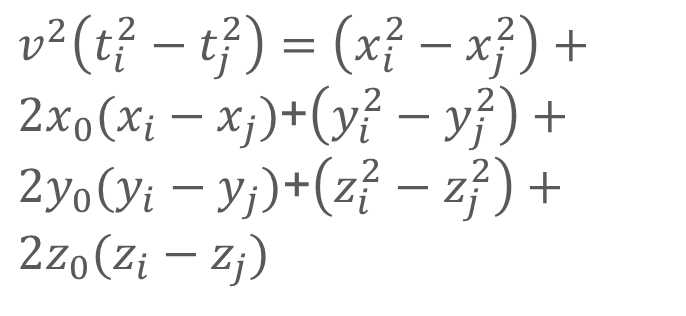 v²(tᵢ² − tⱼ²) = (xᵢ² − xⱼ²) +
2x₀(xᵢ − xⱼ)+(yᵢ² − yⱼ²) +
2y₀(yᵢ − yⱼ)+(zᵢ² − zⱼ²) +
2z₀(zᵢ − zⱼ)